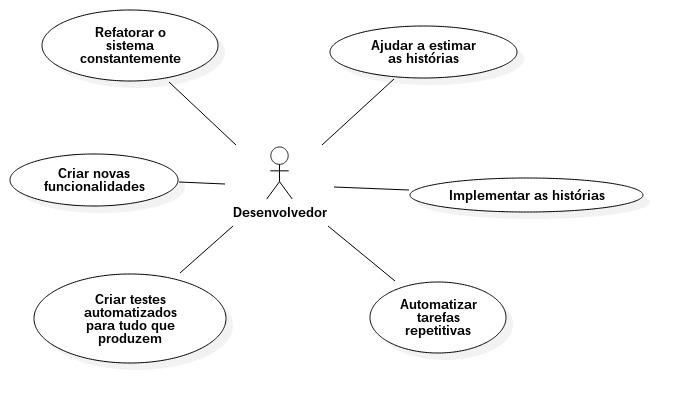 Refatorar o
sistema
constantemente
Ajudar a estimar
as histórias
Criar novas
funcionalidades
Implementar as histórias
Desenvolvedor
Criar testes
automatizados
para tudo que
produzem
Automatizar
tarefas
repetitivas